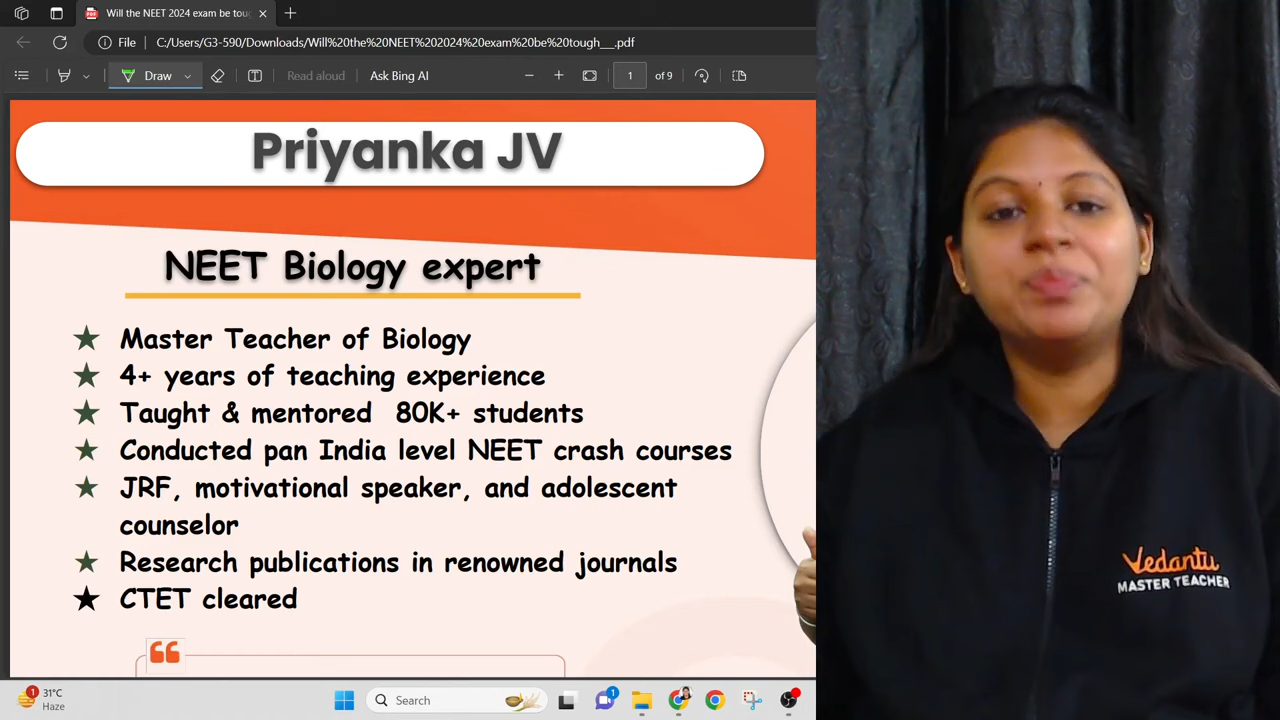 Will the NEET 2024 exam be toug
File
C:/Users/G3-590/Downloads/Will%20the%20NEET%202024%20exam%20be%20tough__.pdf
Draw
Read aloud
Ask Bing AI
1
of 9
Priyanka JV
NEET Biology expert
★ Master Teacher of Biology
★ 4+ years of teaching experience
★ Taught & mentored 80K+ students
★ Conducted pan India level NEET crash courses
★ JRF, motivational speaker, and adolescent
counselor
★ Research publications in renowned journals
★ CTET cleared
Vedantu
MASTER TEACHER
1
31°C
Haze
Search
1